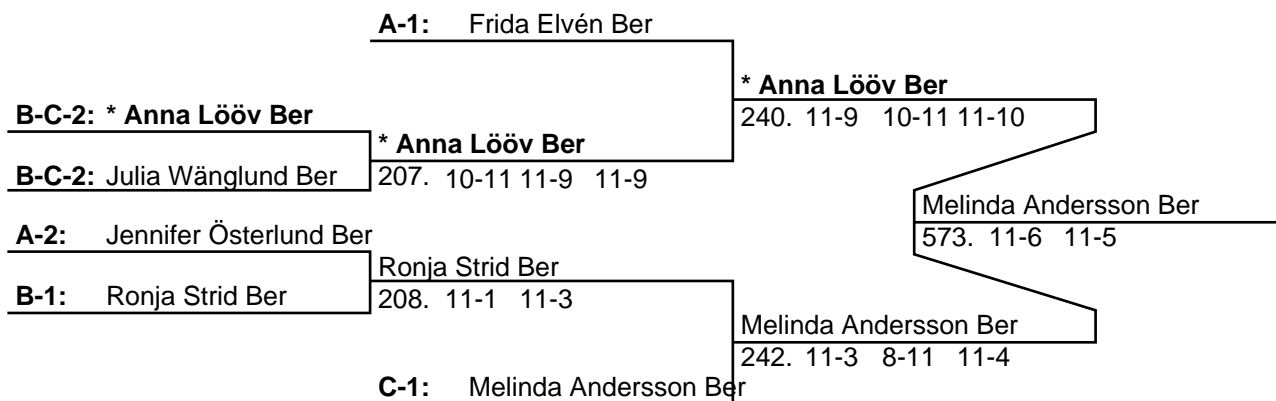 A-1: Frida Elvén Ber
* Anna Lööv Ber
B-C-2: * Anna Lööv Ber
240. 11-9 10-11 11-10
* Anna Lööv Ber
B-C-2: Julia Wänglund Ber
207. 10-11 11-9 11-9
Melinda Andersson Ber
A-2: Jennifer Österlund Ber
573. 11-6 11-5
Ronja Strid Ber
B-1: Ronja Strid Ber
208. 11-1 11-3
Melinda Andersson Ber
242. 11-3 8-11 11-4
C-1: Melinda Andersson Ber